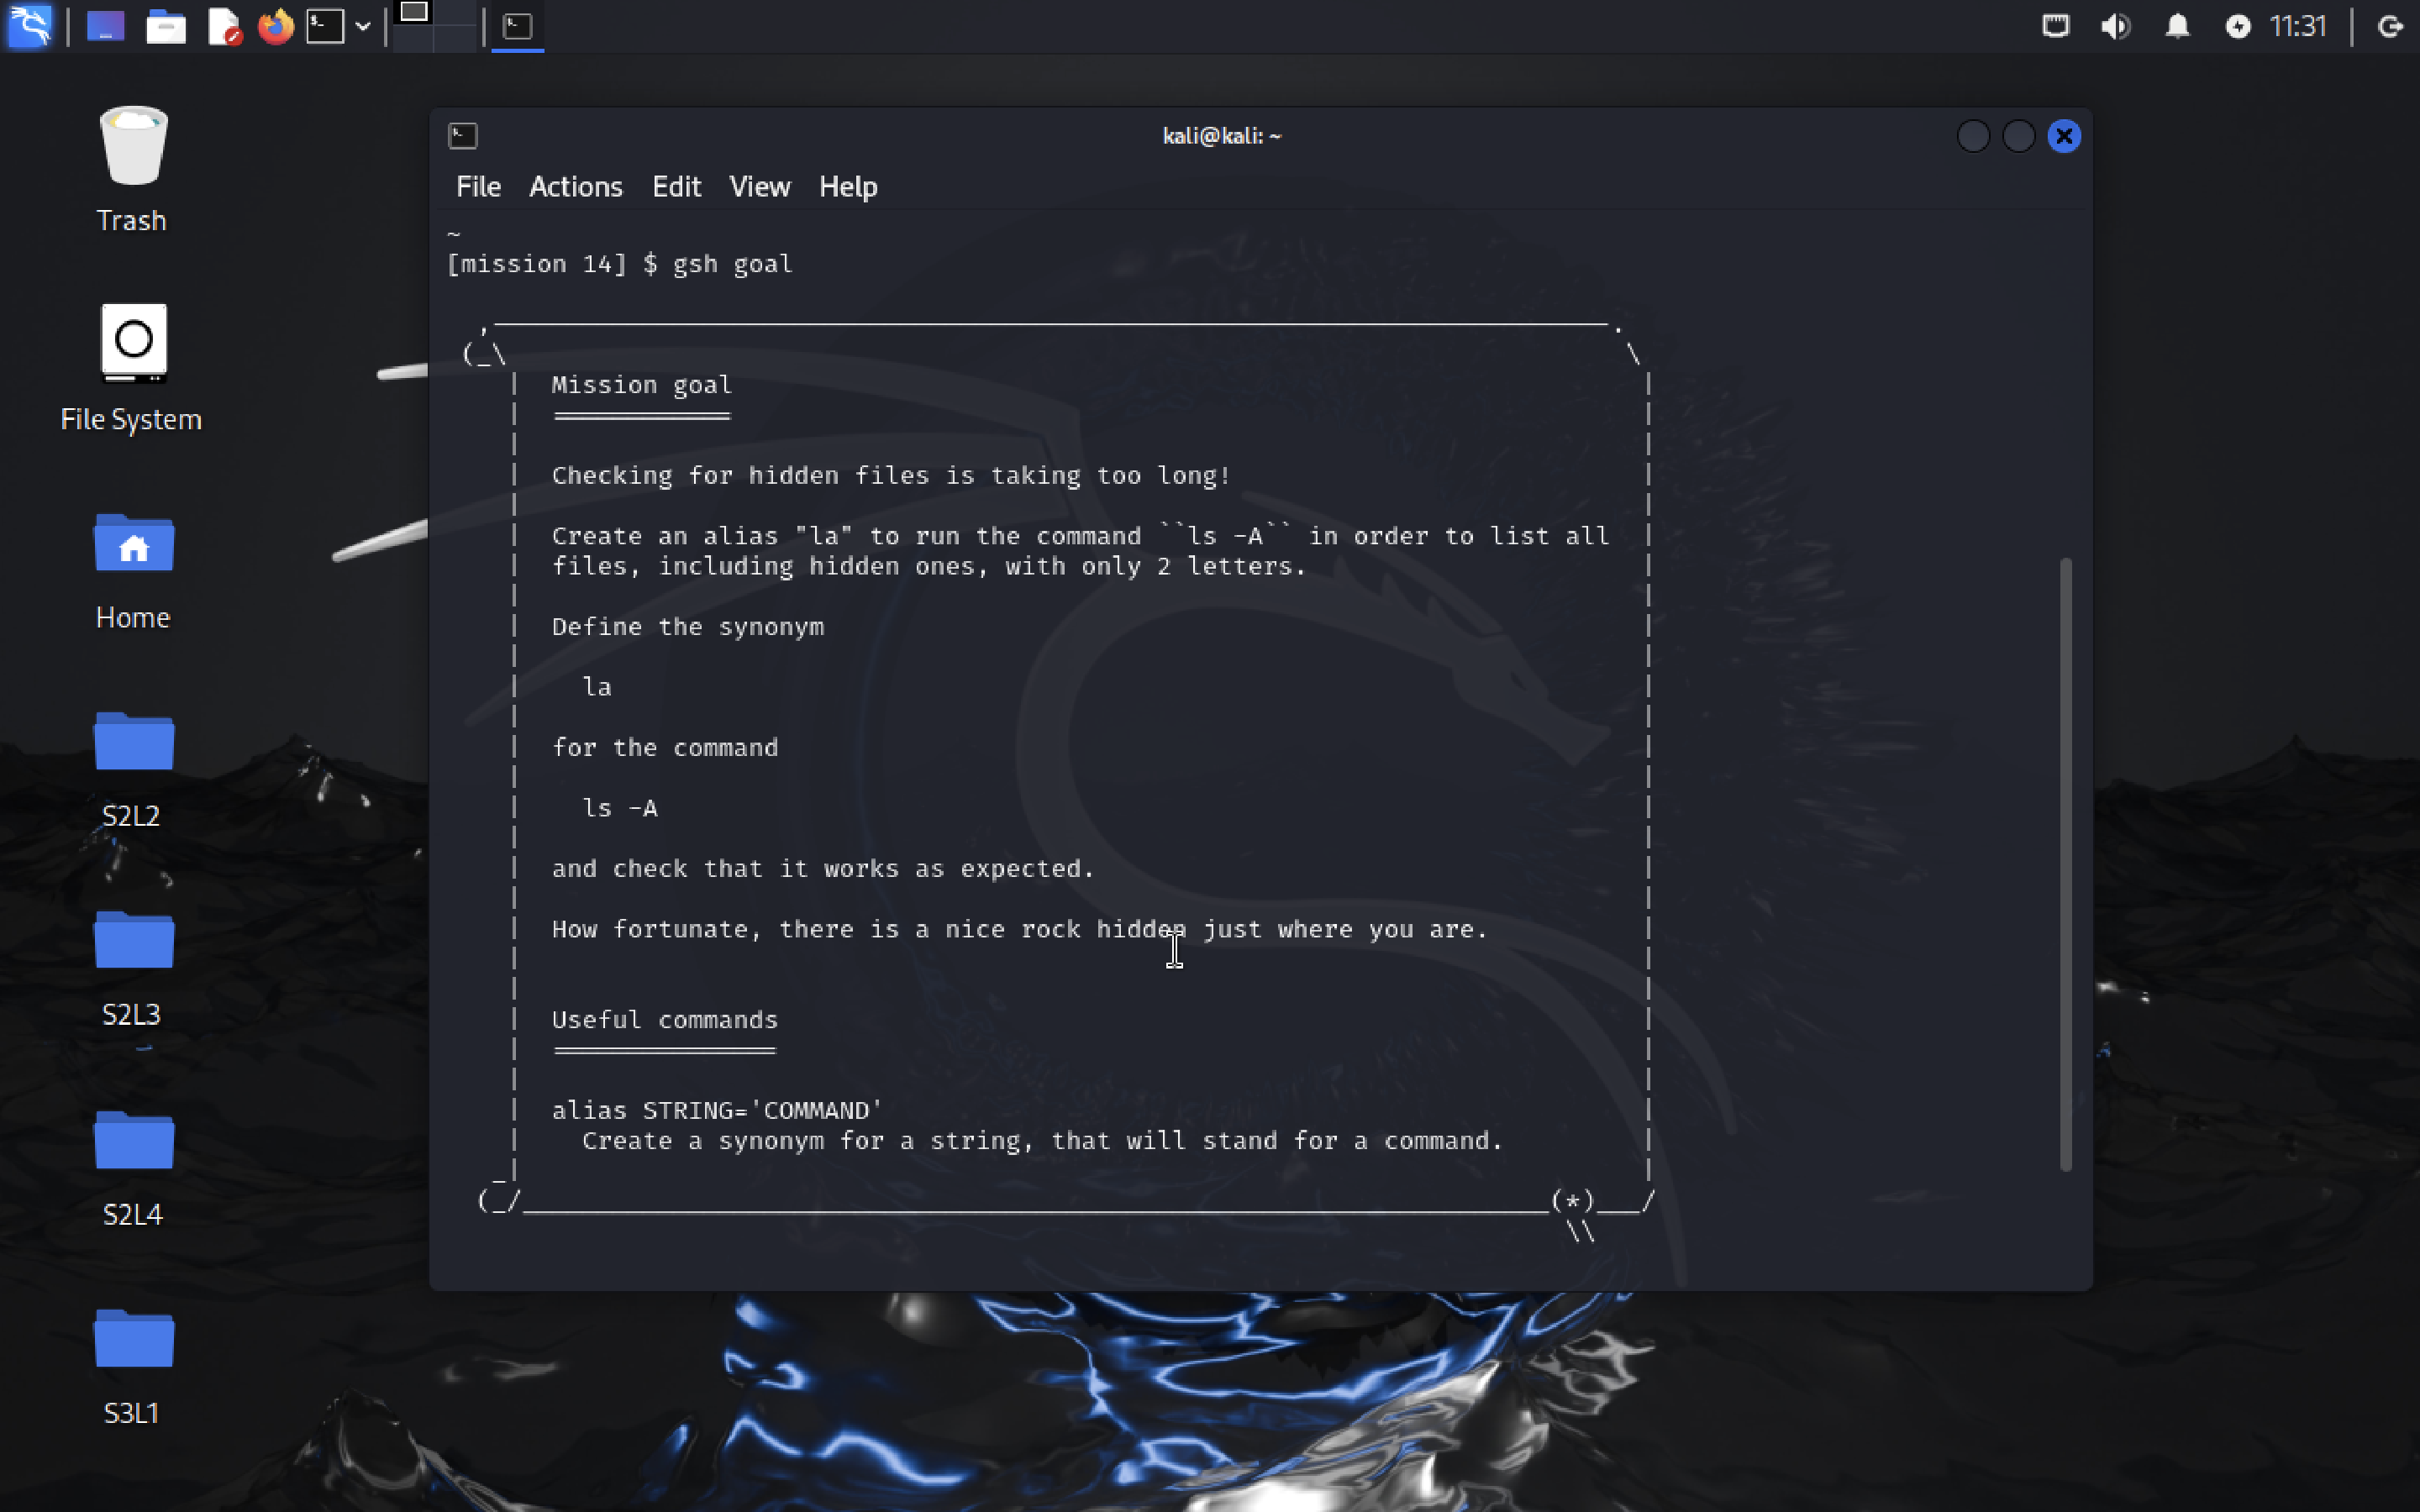 11:31
kali@kali: ~
File Actions Edit View Help
~
[mission 14] $ gsh goal
Mission goal
============
Checking for hidden files is taking too long!
Create an alias "la" to run the command ``ls -A`` in order to list all
files, including hidden ones, with only 2 letters.
Define the synonym
la
for the command
ls -A
and check that it works as expected.
How fortunate, there is a nice rock hidden just where you are.
Useful commands
===============
alias STRING='COMMAND'
Create a synonym for a string, that will stand for a command.
Trash
File System
Home
S2L2
S2L3
S2L4
S3L1